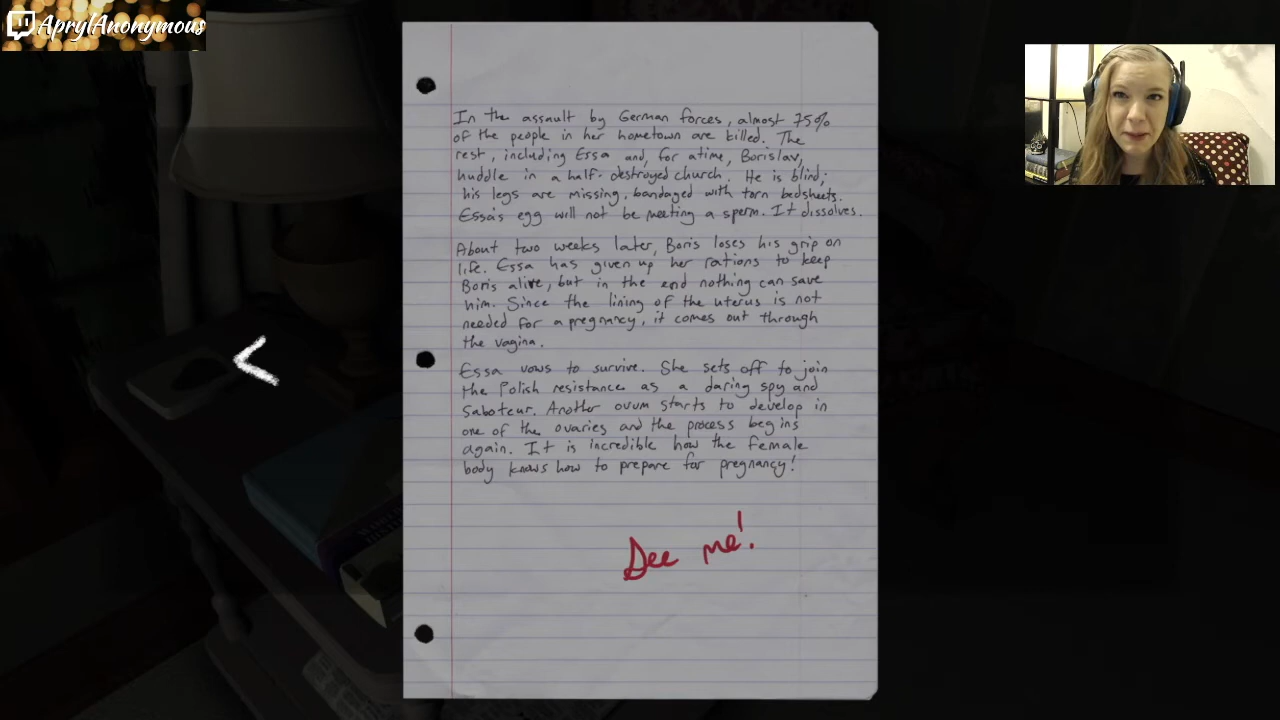 AprylAnonymous
In the assault by German forces, almost 75%
of the people in her hometown are killed. The
rest, including Essa and, for a time, Borislav,
huddle in a half-destroyed church. He is blind;
his legs are missing, bandaged with torn bedsheets.
Essa's egg will not be meeting a sperm. It dissolves.
About two weeks later, Boris loses his grip on
life. Essa has given up her rations to keep
Boris alive, but in the end nothing can save
him. Since the lining of the uterus is not
needed for a pregnancy, it comes out through
the vagina.
Essa vows to survive. She sets off to join
the Polish resistance as a daring spy and
saboteur. Another ovum starts to develop in
one of the ovaries and the process begins
again. It is incredible how the female
body knows how to prepare for pregnancy!
See me!